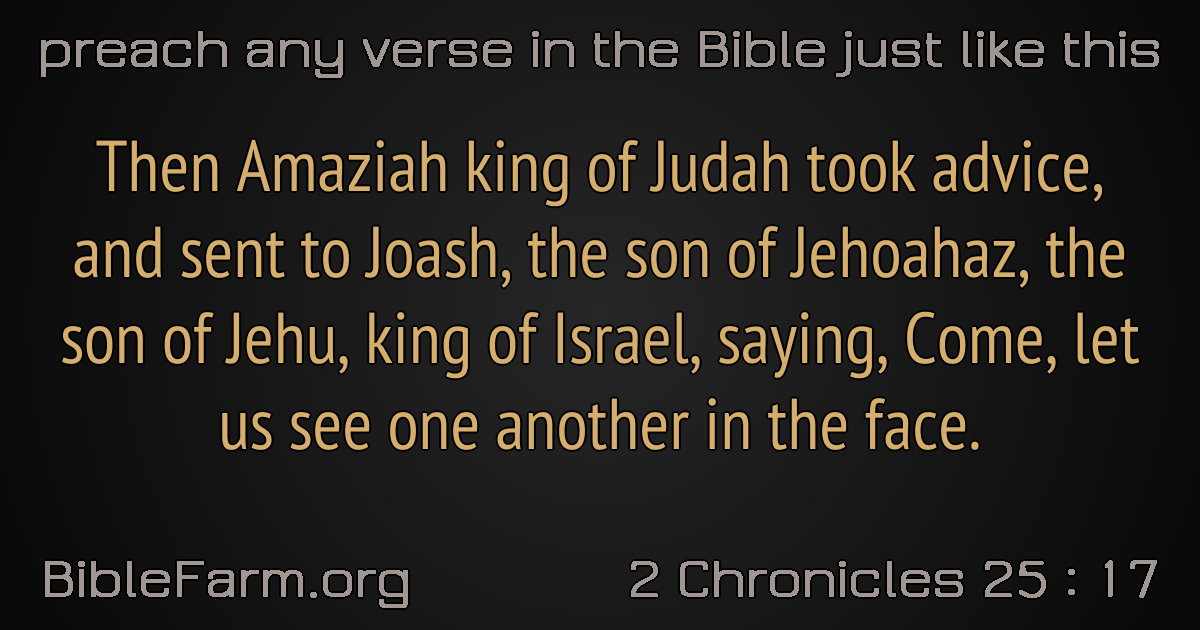 preach any verse in the Bible just like this
Then Amaziah king of Judah took advice,
and sent to Joash, the son of Jehoahaz, the
son of Jehu, king of Israel, saying, Come, let
us see one another in the face.
BibleFarm.org
2 Chronicles 25 : 17